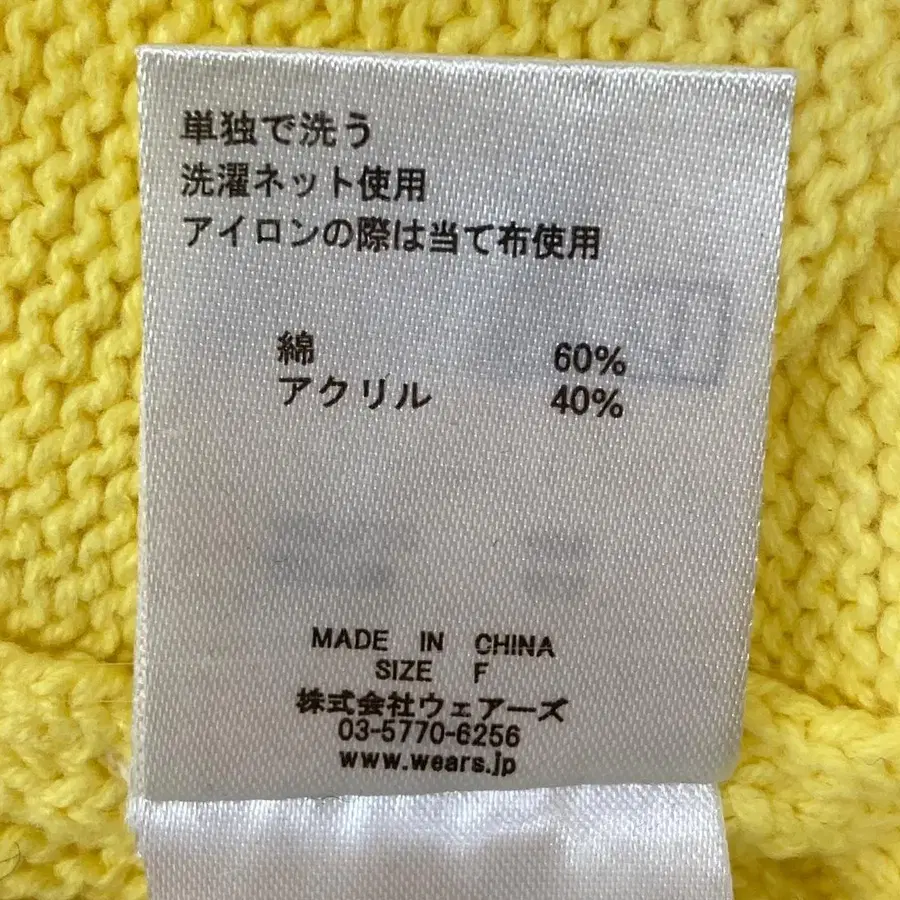 単独で洗う
洗濯ネット使用
アイロンの際は当て布使用
綿 60%
アクリル 40%
MADE IN CHINA
SIZE F
株式会社ウェアーズ
03-5770-6256
www.wears.jp